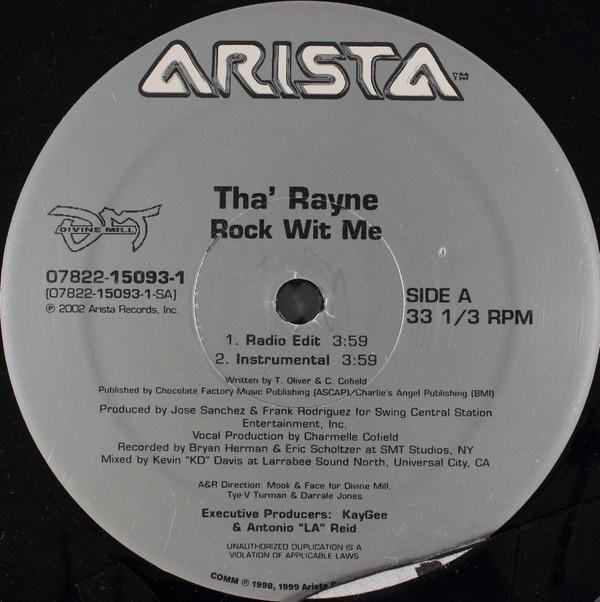 ARISTA™
Tha' Rayne
Rock Wit Me
DMT
DIVINE MILL
07822-15093-1
(07822-15093-1-SA)
℗ 2002 Arista Records, Inc.
SIDE A
33 1/3 RPM
1. Radio Edit 3:59
2. Instrumental 3:59
Written by T. Oliver & C. Cofield
Published by Chocolate Factory Music Publishing (ASCAP)/Charlie's Angel Publishing (BMI)
Produced by Jose Sanchez & Frank Rodriguez for Swing Central Station
Entertainment, Inc.
Vocal Production by Charmelle Cofield
Recorded by Bryan Herman & Eric Scholtzer at SMT Studios, NY
Mixed by Kevin "KD" Davis at Larrabee Sound North, Universal City, CA
A&R Direction: Mook & Face for Divine Mill,
Tye-V Turman & Darrale Jones
Executive Producers: KayGee
& Antonio "LA" Reid
UNAUTHORIZED DUPLICATION IS A
VIOLATION OF APPLICABLE LAWS
COMM ℗ 1998, 1999 Arista